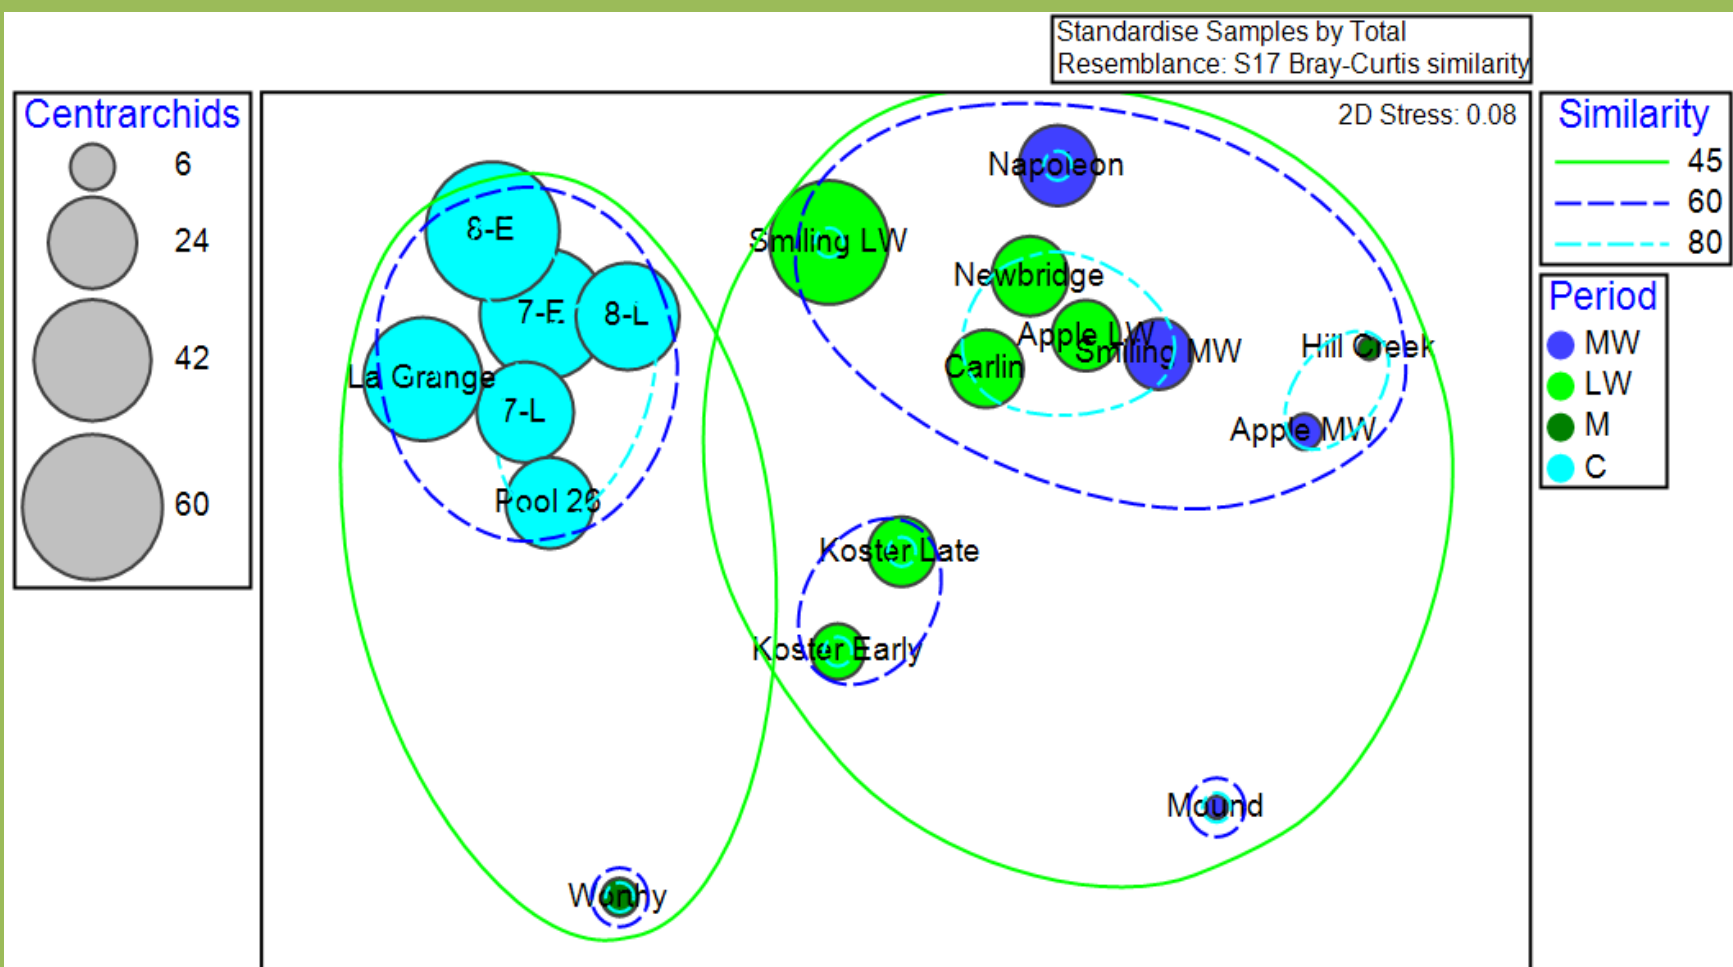 Standardise Samples by Total
Resemblance: S17 Bray-Curtis similarity
Centrarchids
6
24
42
60
2D Stress: 0.08
Similarity
45
60
80
Period
MW
LW
M
C
Napoleon
8-E
Smiling LW
Newbridge
7-E
8-L
Apple LW
Smiling MW
Hill Creek
Carlin
La Grange
7-L
Apple MW
Pool 26
Koster Late
Koster Early
Mound
Worthy